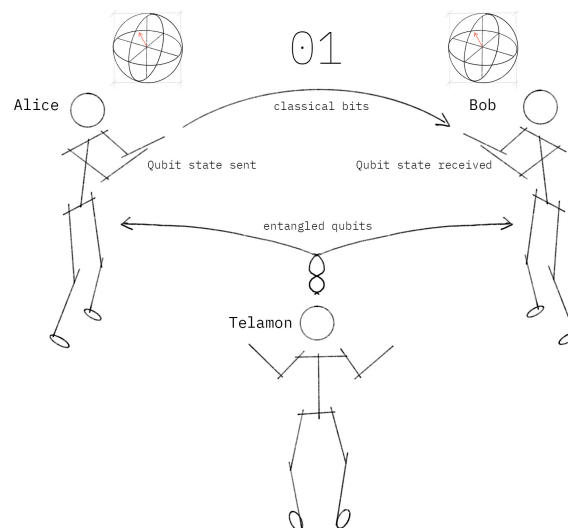 01
classical bits
Alice
Bob
Qubit state sent
Qubit state received
entangled qubits
Telamon